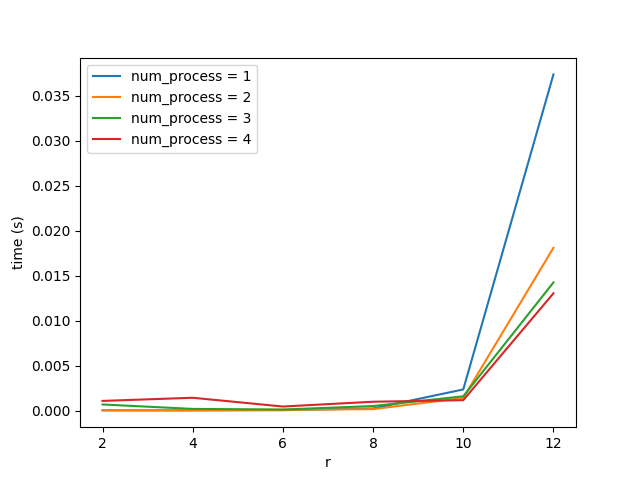 num_process = 1
num_process = 2
num_process = 3
num_process = 4
0.035
0.030
0.025
0.020
0.015
0.010
0.005
0.000
time (s)
2 4 6 8 10 12
r